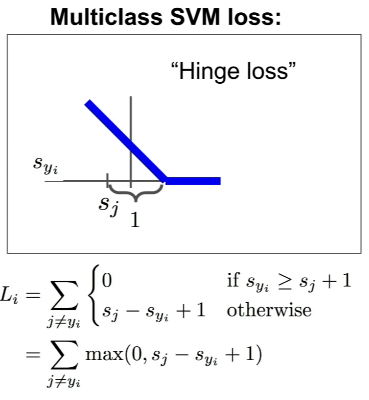 Multiclass SVM loss:
“Hinge loss”
s_{y_i}
s_j
1
L_i = \sum_{j \neq y_i} \begin{cases} 0 & \text{if } s_{y_i} \geq s_j + 1 \\ s_j - s_{y_i} + 1 & \text{otherwise} \end{cases}
= \sum_{j \neq y_i} \max(0, s_j - s_{y_i} + 1)